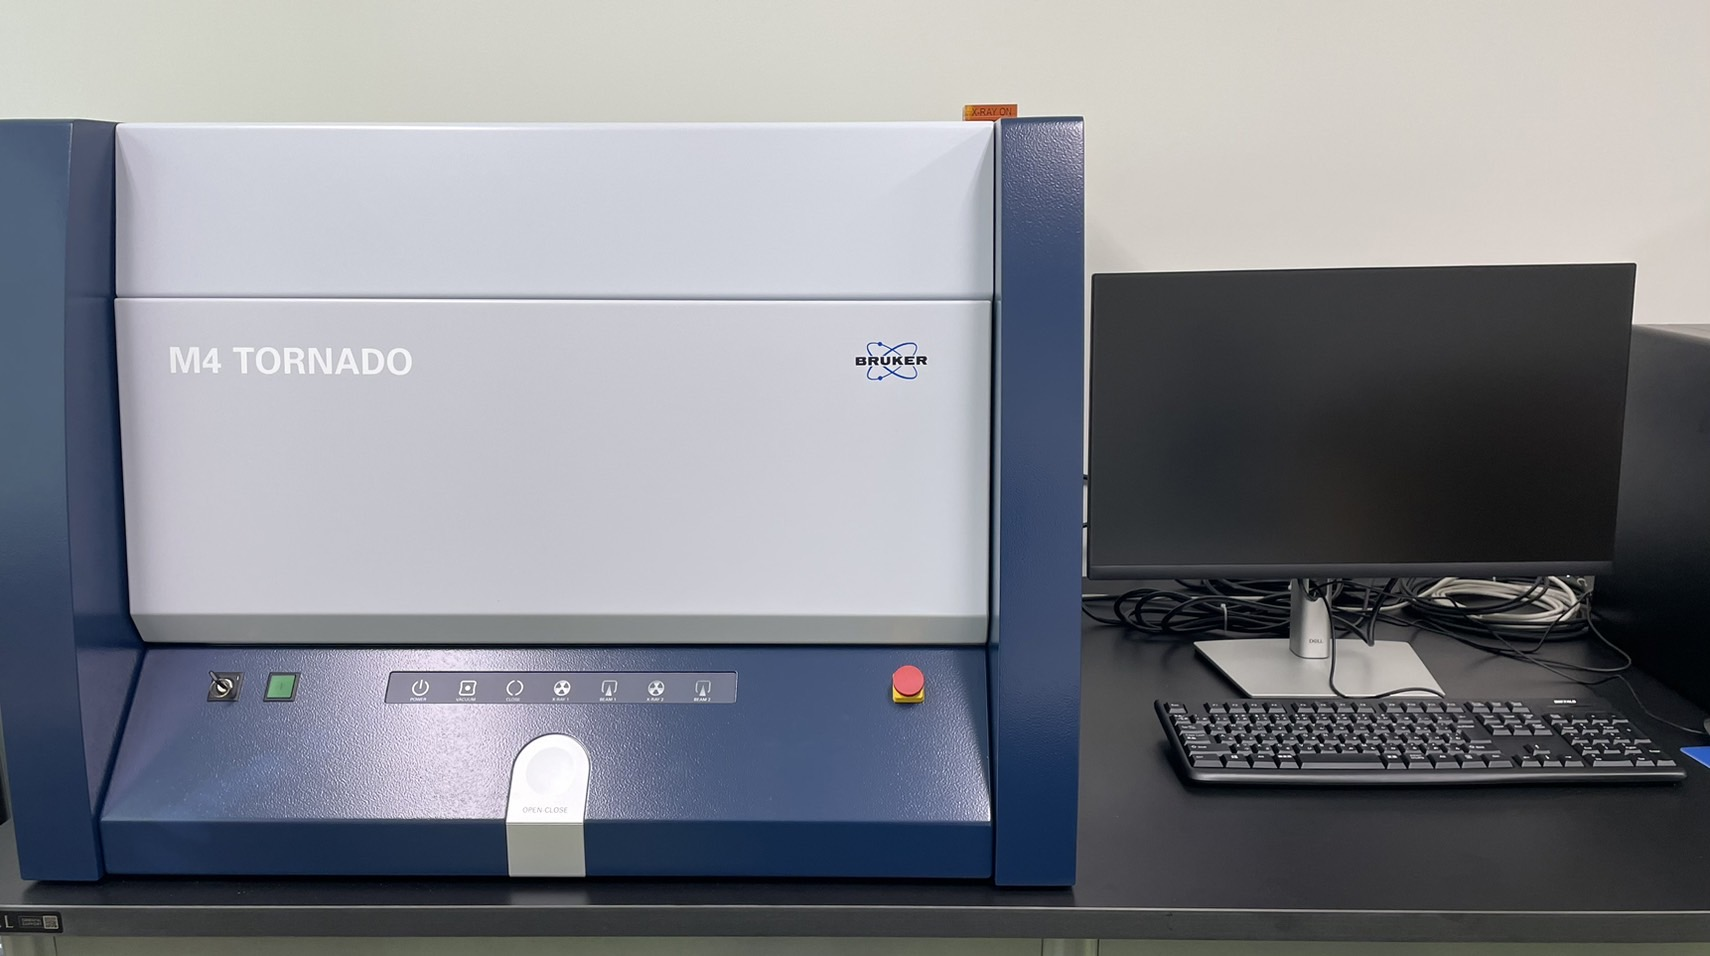 X-RAY ON
M4 TORNADO
BRUKER
POWER
VACUUM
CLOSE
X-RAY 1
BEAM 1
X-RAY 2
BEAM 2
OPEN-CLOSE
DELL
BUFFALO